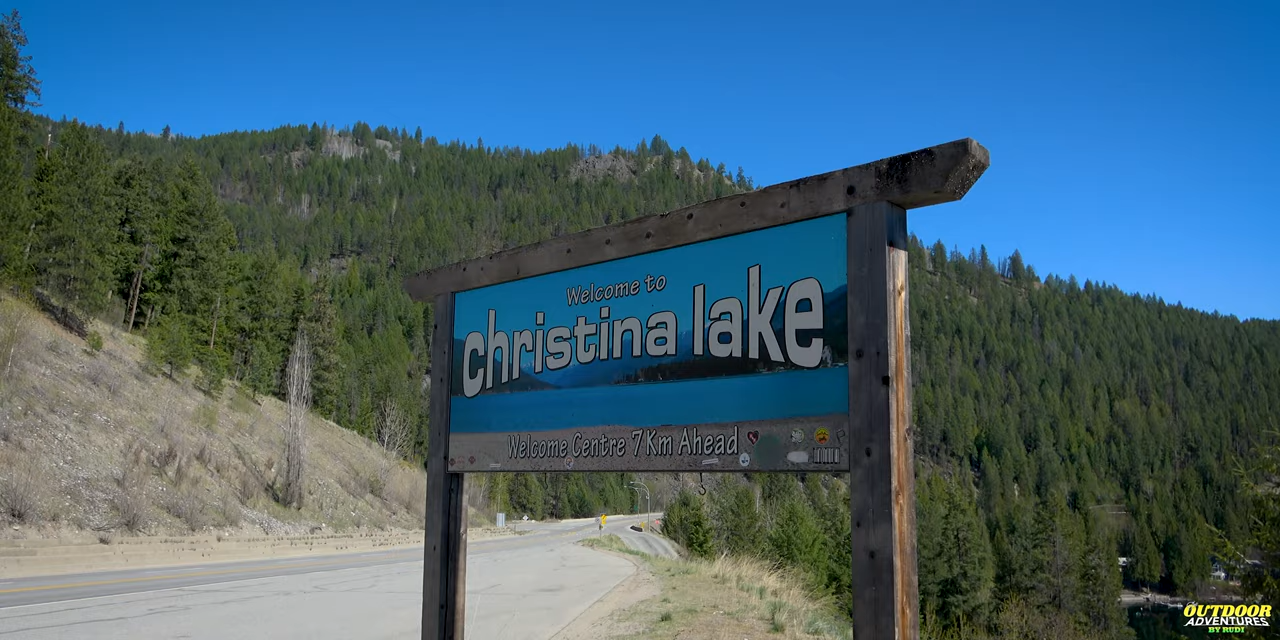 Welcome to
christina lake
Welcome Centre 7 Km Ahead
OUTDOOR
ADVENTURES
BY RUDI